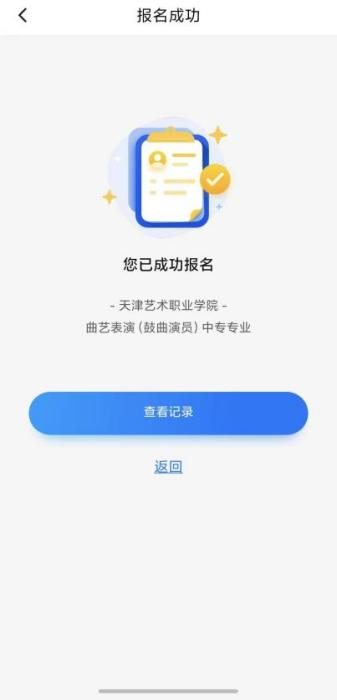 报名成功
您已成功报名
- 天津艺术职业学院 -
曲艺表演（鼓曲演员）中专专业
查看记录
返回